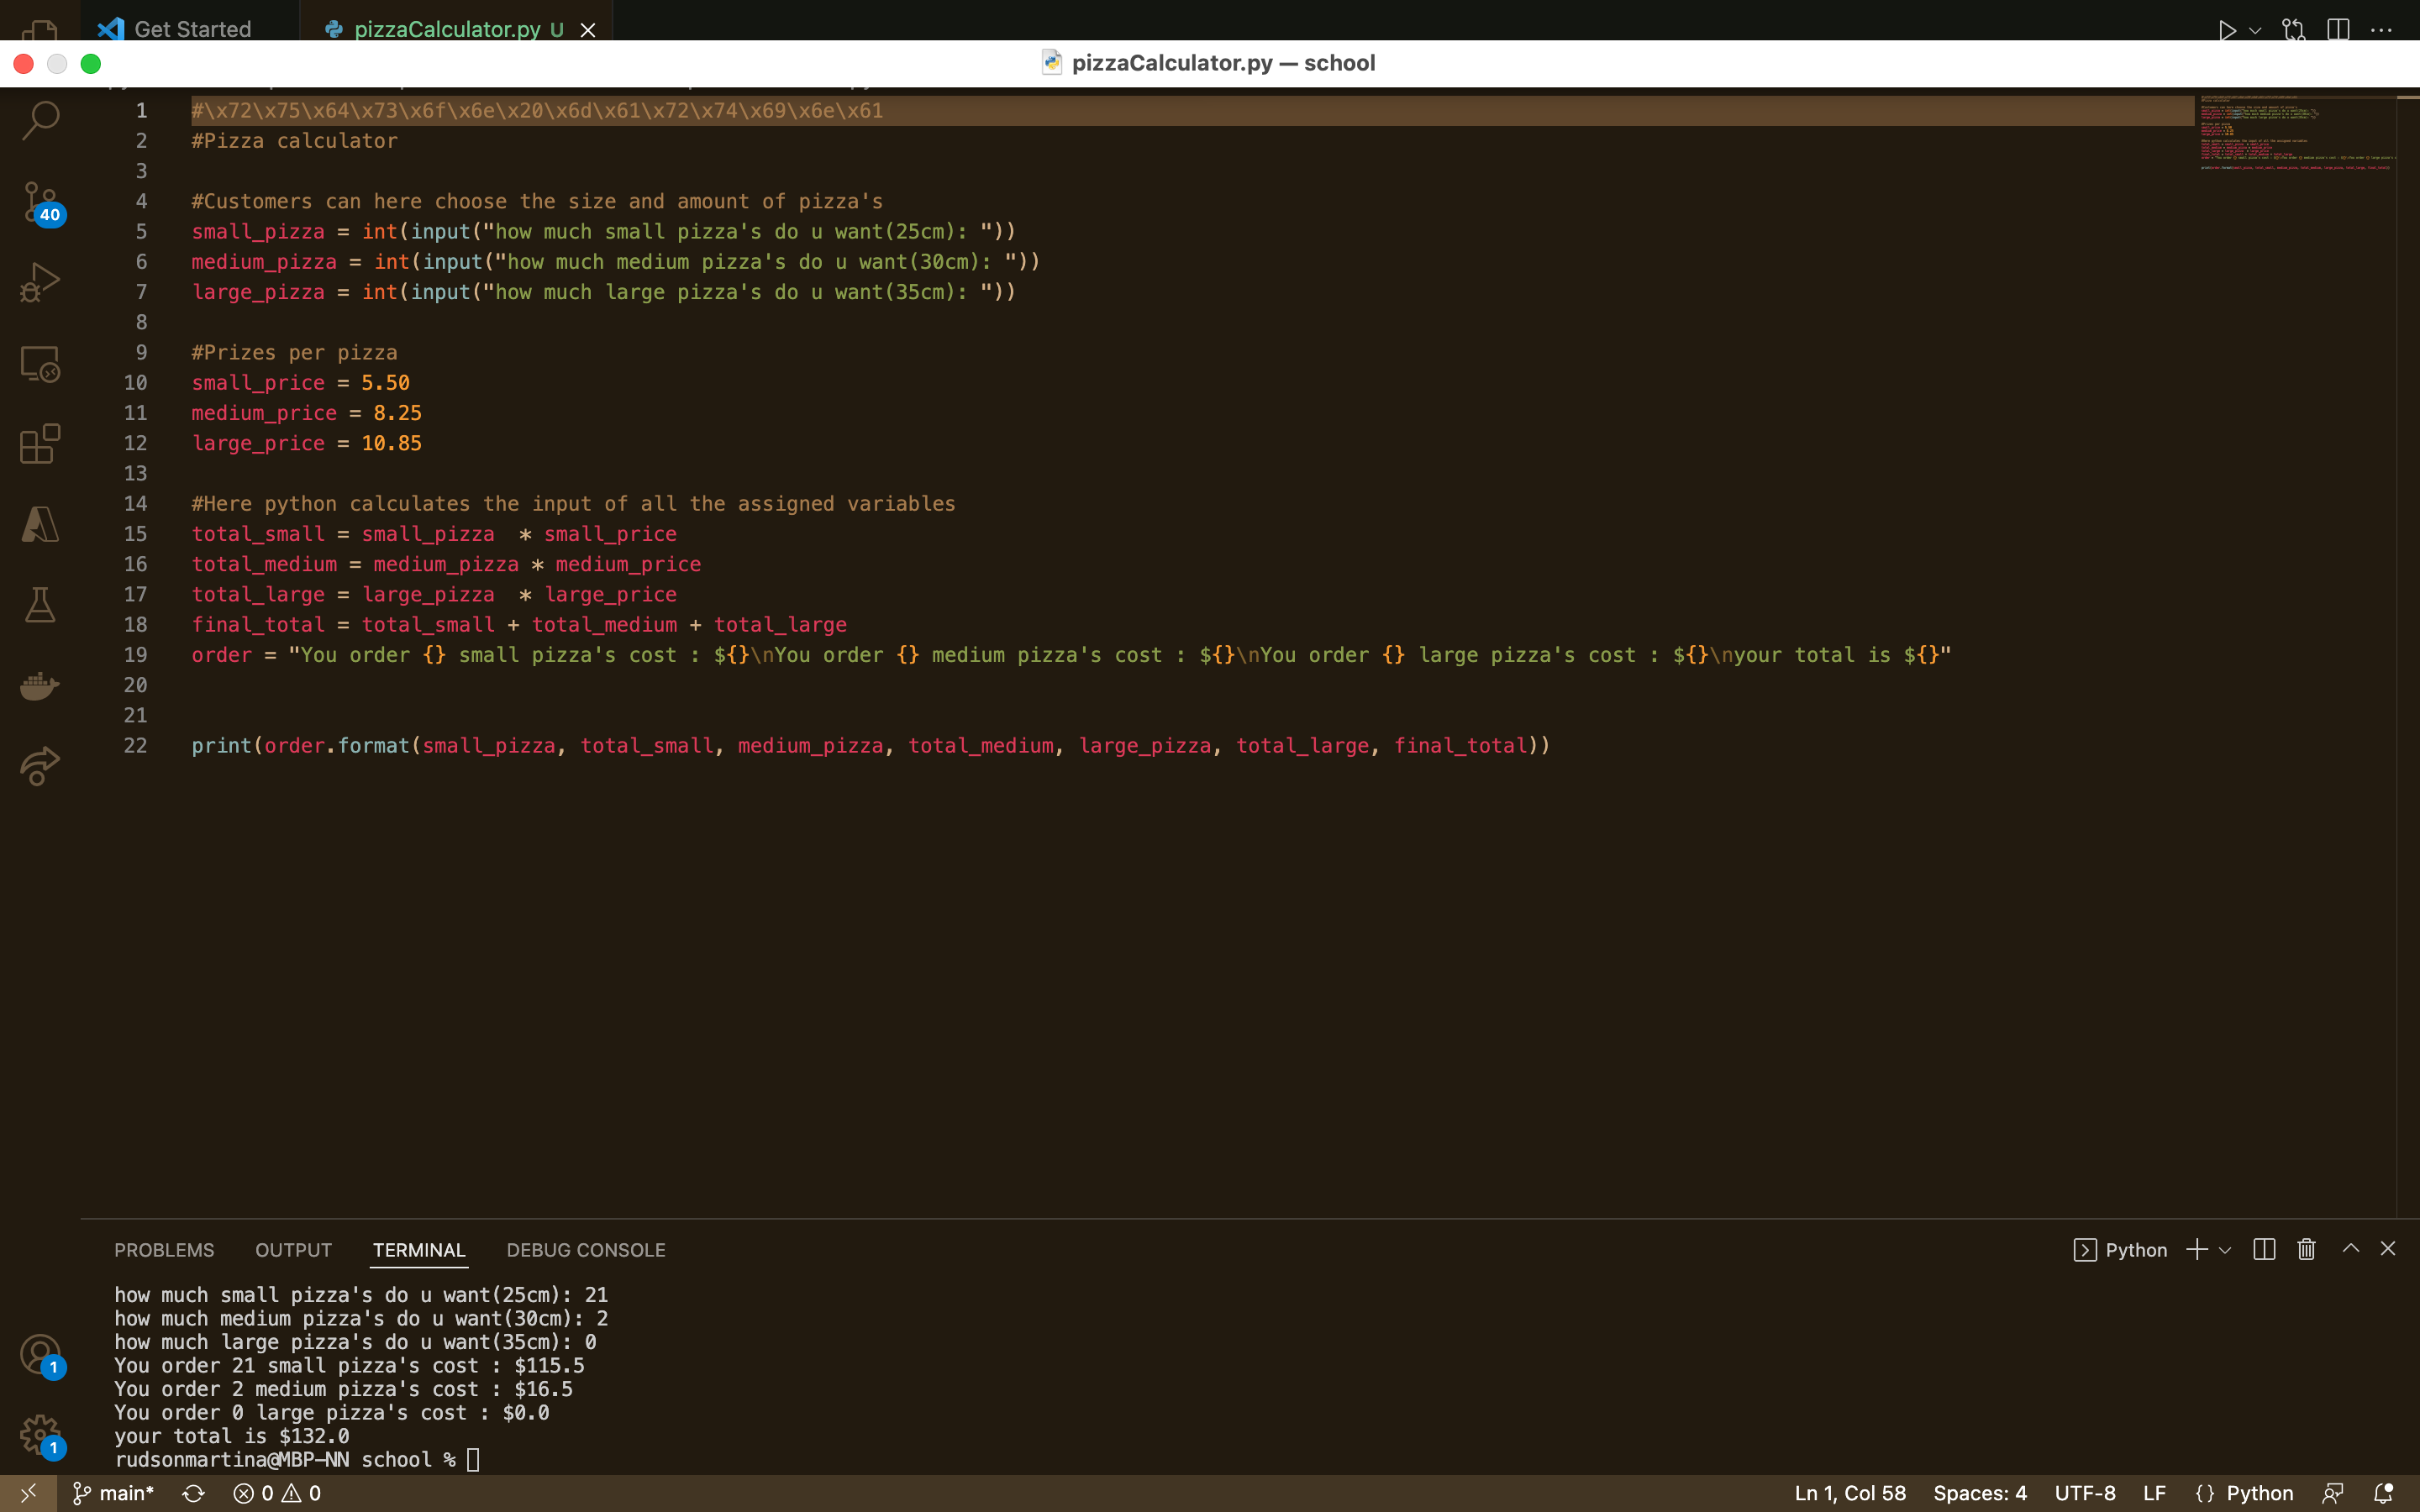 Get Started pizzaCalculator.py U
pizzaCalculator.py — school
1 #\x72\x75\x64\x73\x6f\x6e\x20\x6d\x61\x72\x74\x69\x6e\x61
2 #Pizza calculator
3
4 #Customers can here choose the size and amount of pizza's
5 small_pizza = int(input("how much small pizza's do u want(25cm): "))
6 medium_pizza = int(input("how much medium pizza's do u want(30cm): "))
7 large_pizza = int(input("how much large pizza's do u want(35cm): "))
8
9 #Prizes per pizza
10 small_price = 5.50
11 medium_price = 8.25
12 large_price = 10.85
13
14 #Here python calculates the input of all the assigned variables
15 total_small = small_pizza  * small_price
16 total_medium = medium_pizza * medium_price
17 total_large = large_pizza  * large_price
18 final_total = total_small + total_medium + total_large
19 order = "You order {} small pizza's cost : ${}\nYou order {} medium pizza's cost : ${}\nYou order {} large pizza's cost : ${}\nyour total is ${}"
20
21
22 print(order.format(small_pizza, total_small, medium_pizza, total_medium, large_pizza, total_large, final_total))
40
PROBLEMS OUTPUT TERMINAL DEBUG CONSOLE Python
how much small pizza's do u want(25cm): 21
how much medium pizza's do u want(30cm): 2
how much large pizza's do u want(35cm): 0
You order 21 small pizza's cost : $115.5
You order 2 medium pizza's cost : $16.5
You order 0 large pizza's cost : $0.0
your total is $132.0
rudsonmartina@MBP-NN school %
1
1
main* 0 0 Ln 1, Col 58 Spaces: 4 UTF-8 LF {} Python